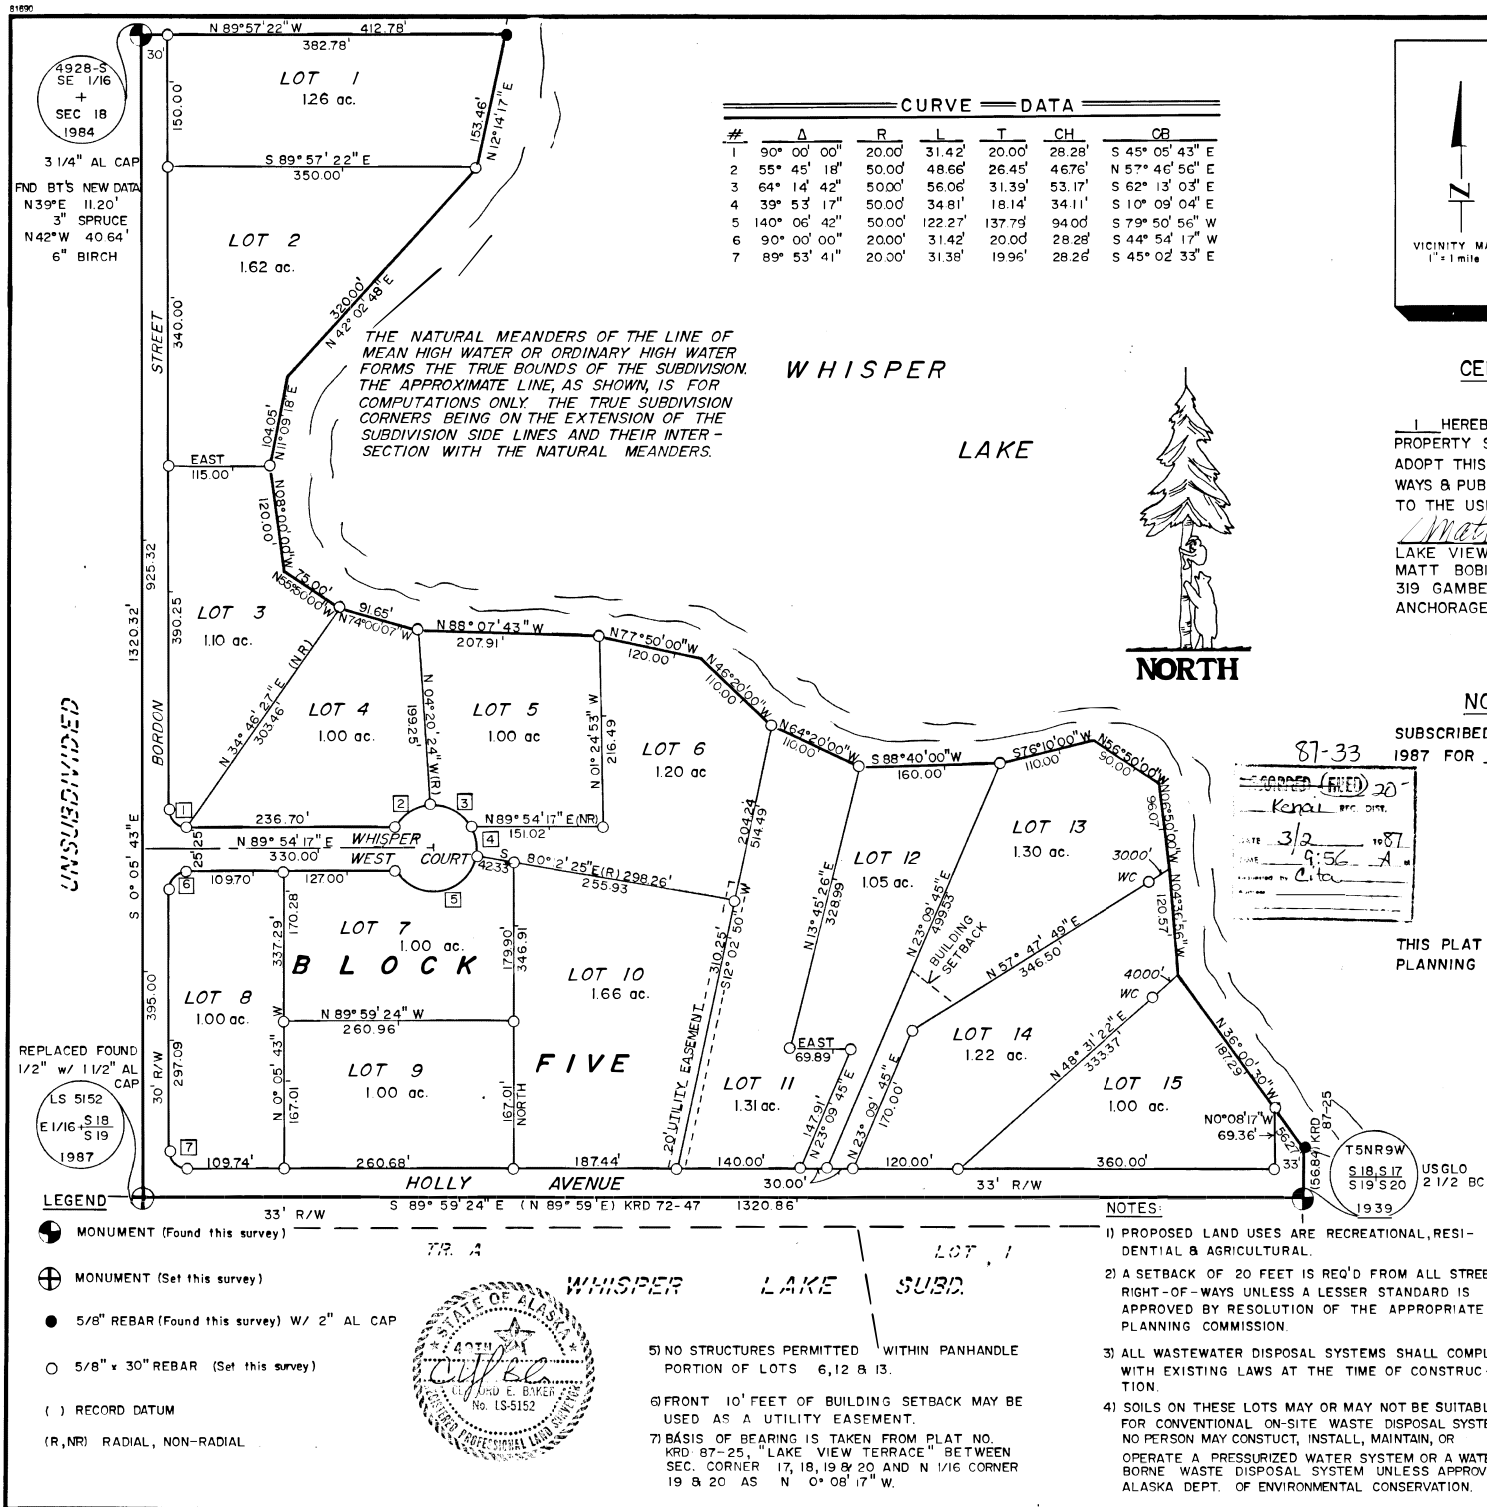 81690
N 89°57'22" W 412.78'
382.78'
30'
LOT 1
1.26 ac.
150.00'
153.46'
N 12°14'17" E
4928-S
SE 1/16
+
SEC 18
1984
3 1/4" AL CAP
FND BT'S NEW DATA
N39°E 11.20'
3" SPRUCE
N42°W 40.64'
6" BIRCH
S 89°57'22" E
350.00'
LOT 2
1.62 ac.
320.00'
N 42°02'48" E
340.00'
STREET
CURVE DATA
# Δ R L T CH CB
1 90° 00' 00" 20.00' 31.42' 20.00' 28.28' S 45° 05' 43" E
2 55° 45' 18" 50.00' 48.66' 26.45' 46.76' N 57° 46' 56" E
3 64° 14' 42" 50.00' 56.06' 31.39' 53.17' S 62° 13' 03" E
4 39° 53' 17" 50.00' 34.81' 18.14' 34.11' S 10° 09' 04" E
5 140° 06' 42" 50.00' 122.27' 137.79' 94.00' S 79° 50' 56" W
6 90° 00' 00" 20.00' 31.42' 20.00' 28.28' S 44° 54' 17" W
7 89° 53' 41" 20.00' 31.38' 19.96' 28.26' S 45° 02' 33" E
N
VICINITY MA
1" = 1 mile
THE NATURAL MEANDERS OF THE LINE OF
MEAN HIGH WATER OR ORDINARY HIGH WATER
FORMS THE TRUE BOUNDS OF THE SUBDIVISION.
THE APPROXIMATE LINE, AS SHOWN, IS FOR
COMPUTATIONS ONLY. THE TRUE SUBDIVISION
CORNERS BEING ON THE EXTENSION OF THE
SUBDIVISION SIDE LINES AND THEIR INTER-
SECTION WITH THE NATURAL MEANDERS.
WHISPER
LAKE
NORTH
CE
I HEREB
PROPERTY S
ADOPT THIS
WAYS & PUB
TO THE US
LAKE VIEW
MATT BOBI
319 GAMBE
ANCHORAGE
NO
SUBSCRIBED
1987 FOR
87-33
RECORDED (FILED) 20-
Kenai REC. DIST.
DATE 3/2 1987
TIME 9:56 A M
THIS PLAT
PLANNING
104.05'
N 11°09'18" E
EAST
115.00'
N 08°00'00" W
120.00'
75.00'
N 55°50'00" W
91.65'
N 74°00'07" W
N 88°07'43" W
207.91'
N 77°50'00" W
120.00'
N 46°20'00" W
110.00'
N 64°20'00" W
110.00'
S 88°40'00" W
160.00'
S 76°10'00" W
110.00'
N 56°50'00" W
90.00'
N 06°50'00" W
96.07'
925.32'
1320.32'
390.25'
BORDON
S 0° 05' 43" E
UNSUBDIVIDED
LOT 3
1.10 ac.
N 34°46'27" E (NR)
303.46'
LOT 4
1.00 ac.
N 04°20'24" W (R)
199.25'
LOT 5
1.00 ac
N 01°24'53" W
216.49'
LOT 6
1.20 ac
204.24'
514.49'
1
2
3
4
5
6
236.70'
N 89°54'17" E
330.00'
WHISPER
WEST COURT
25' 25'
109.70'
127.00'
N 89°54'17" E (NR)
151.02'
42.33'
S 80°12'25" E (R) 298.26'
255.93
LOT 12
1.05 ac.
N 13°45'26" E
328.99'
LOT 13
1.30 ac.
N 23°09'45" E
499.53'
BUILDING
SETBACK
30.00'
WC
N 04°36'56" W
120.57'
N 57°47'49" E
346.50'
40.00'
WC
LOT 7
1.00 ac.
170.28'
337.29'
179.90'
346.91'
BLOCK
FIVE
LOT 8
1.00 ac.
395.00'
297.09'
30' R/W
N 0°05'43" W
167.01'
N 89°59'24" W
260.96'
LOT 9
1.00 ac.
167.01'
NORTH
LOT 10
1.66 ac.
310.25'
S 12°02'50" W
20' UTILITY EASEMENT
LOT 11
1.31 ac.
EAST
69.89'
147.91'
N 23°09'45" E
N 23°09'45" E
170.00'
LOT 14
1.22 ac.
N 48°31'22" E
333.37'
LOT 15
1.00 ac.
N 36°00'30" W
187.29'
N 0°08'17" W
69.36'
56.27'
33'
(56.84') KRD 87-25
T5N R9W
S 18 S 17
S 19 S 20
1939
USGLO
2 1/2" BC
REPLACED FOUND
1/2" w/ 1 1/2" AL
CAP
LS 5152
E 1/16 + S 18
S 19
1987
7
109.74'
260.68'
187.44'
140.00'
30.00'
120.00'
360.00'
HOLLY AVENUE
33' R/W
33' R/W
S 89° 59' 24" E (N 89° 59' E) KRD 72-47 1320.86'
TR. A
LOT 1
WHISPER LAKE SUBD.
LEGEND
MONUMENT (Found this survey)
MONUMENT (Set this survey)
5/8" REBAR (Found this survey) W/ 2" AL CAP
5/8" x 30" REBAR (Set this survey)
( ) RECORD DATUM
(R,NR) RADIAL, NON-RADIAL
STATE OF ALASKA
49TH
CLIFFORD E. BAKER
No. LS-5152
REGISTERED PROFESSIONAL LAND SURVEYOR
5) NO STRUCTURES PERMITTED WITHIN PANHANDLE
PORTION OF LOTS 6, 12 & 13.
6) FRONT 10' FEET OF BUILDING SETBACK MAY BE
USED AS A UTILITY EASEMENT.
7) BASIS OF BEARING IS TAKEN FROM PLAT NO.
KRD 87-25, "LAKE VIEW TERRACE" BETWEEN
SEC. CORNER 17, 18, 19 & 20 AND N 1/16 CORNER
19 & 20 AS N 0° 08' 17" W.
NOTES:
1) PROPOSED LAND USES ARE RECREATIONAL, RESI-
DENTIAL & AGRICULTURAL.
2) A SETBACK OF 20 FEET IS REQ'D FROM ALL STREE
RIGHT-OF-WAYS UNLESS A LESSER STANDARD IS
APPROVED BY RESOLUTION OF THE APPROPRIATE
PLANNING COMMISSION.
3) ALL WASTEWATER DISPOSAL SYSTEMS SHALL COMPL
WITH EXISTING LAWS AT THE TIME OF CONSTRUC-
TION.
4) SOILS ON THESE LOTS MAY OR MAY NOT BE SUITABL
FOR CONVENTIONAL ON-SITE WASTE DISPOSAL SYSTE
NO PERSON MAY CONSTUCT, INSTALL, MAINTAIN, OR
OPERATE A PRESSURIZED WATER SYSTEM OR A WATE
BORNE WASTE DISPOSAL SYSTEM UNLESS APPROV
ALASKA DEPT. OF ENVIRONMENTAL CONSERVATION.